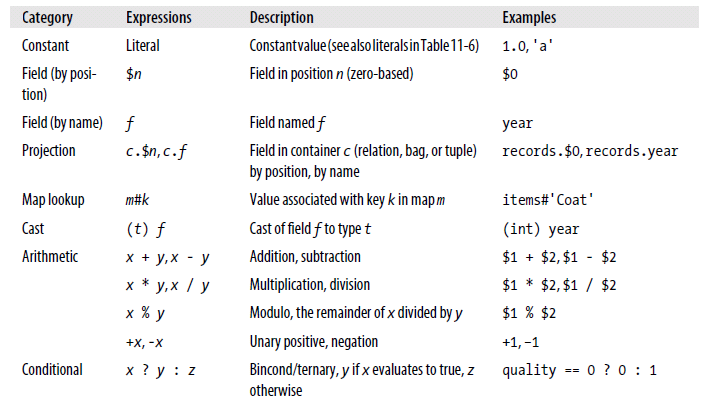 Category Expressions Description Examples
Constant Literal Constant value (see also literals in Table 11-6) 1.0, 'a'
Field (by posi- $n Field in position n (zero-based) $0
tion)
Field (by name) f Field named f year
Projection c.$n, c.f Field in container c (relation, bag, or tuple) records.$0, records.year
by position, by name
Map lookup m#k Value associated with key k in map m items#'Coat'
Cast (t) f Cast of field f to type t (int) year
Arithmetic x + y, x - y Addition, subtraction $1 + $2, $1 - $2
x * y, x / y Multiplication, division $1 * $2, $1 / $2
x % y Modulo, the remainder of x divided by y $1 % $2
+x, -x Unary positive, negation +1, –1
Conditional x ? y : z Bincond/ternary, y if x evaluates to true, z quality == 0 ? 0 : 1
otherwise